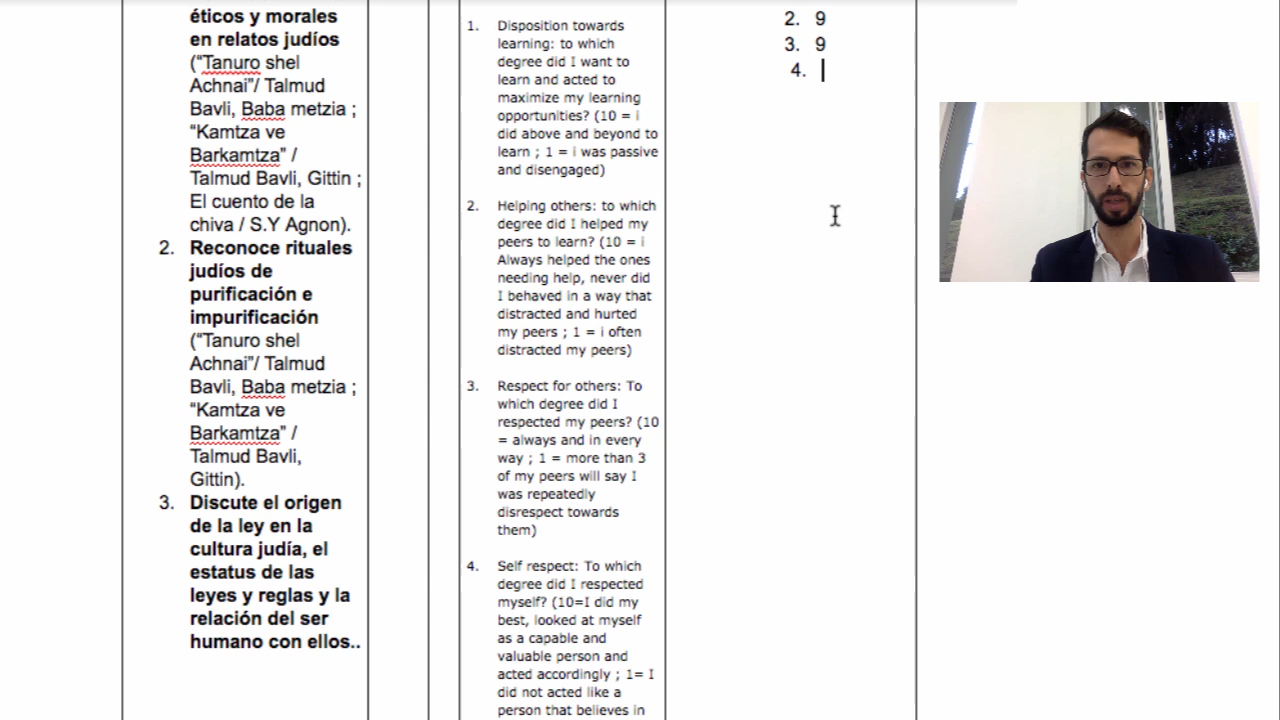 éticos y morales
en relatos judíos
(“Tanuro shel
Achnai”/ Talmud
Bavli, Baba metzia ;
“Kamtza ve
Barkamtza” /
Talmud Bavli, Gittin ;
El cuento de la
chiva / S.Y Agnon).
2. Reconoce rituales
judíos de
purificación e
impurificación
(“Tanuro shel
Achnai”/ Talmud
Bavli, Baba metzia ;
“Kamtza ve
Barkamtza” /
Talmud Bavli,
Gittin).
3. Discute el origen
de la ley en la
cultura judía, el
estatus de las
leyes y reglas y la
relación del ser
humano con ellos..
1. Disposition towards
learning: to which
degree did I want to
learn and acted to
maximize my learning
opportunities? (10 = i
did above and beyond to
learn ; 1 = i was passive
and disengaged)
2. Helping others: to which
degree did I helped my
peers to learn? (10 = i
Always helped the ones
needing help, never did
I behaved in a way that
distracted and hurted
my peers ; 1 = i often
distracted my peers)
3. Respect for others: To
which degree did I
respected my peers? (10
= always and in every
way ; 1 = more than 3
of my peers will say I
was repeatedly
disrespect towards
them)
4. Self respect: To which
degree did I respected
myself? (10=I did my
best, looked at myself
as a capable and
valuable person and
acted accordingly ; 1= I
did not acted like a
person that believes in
2. 9
3. 9
4.